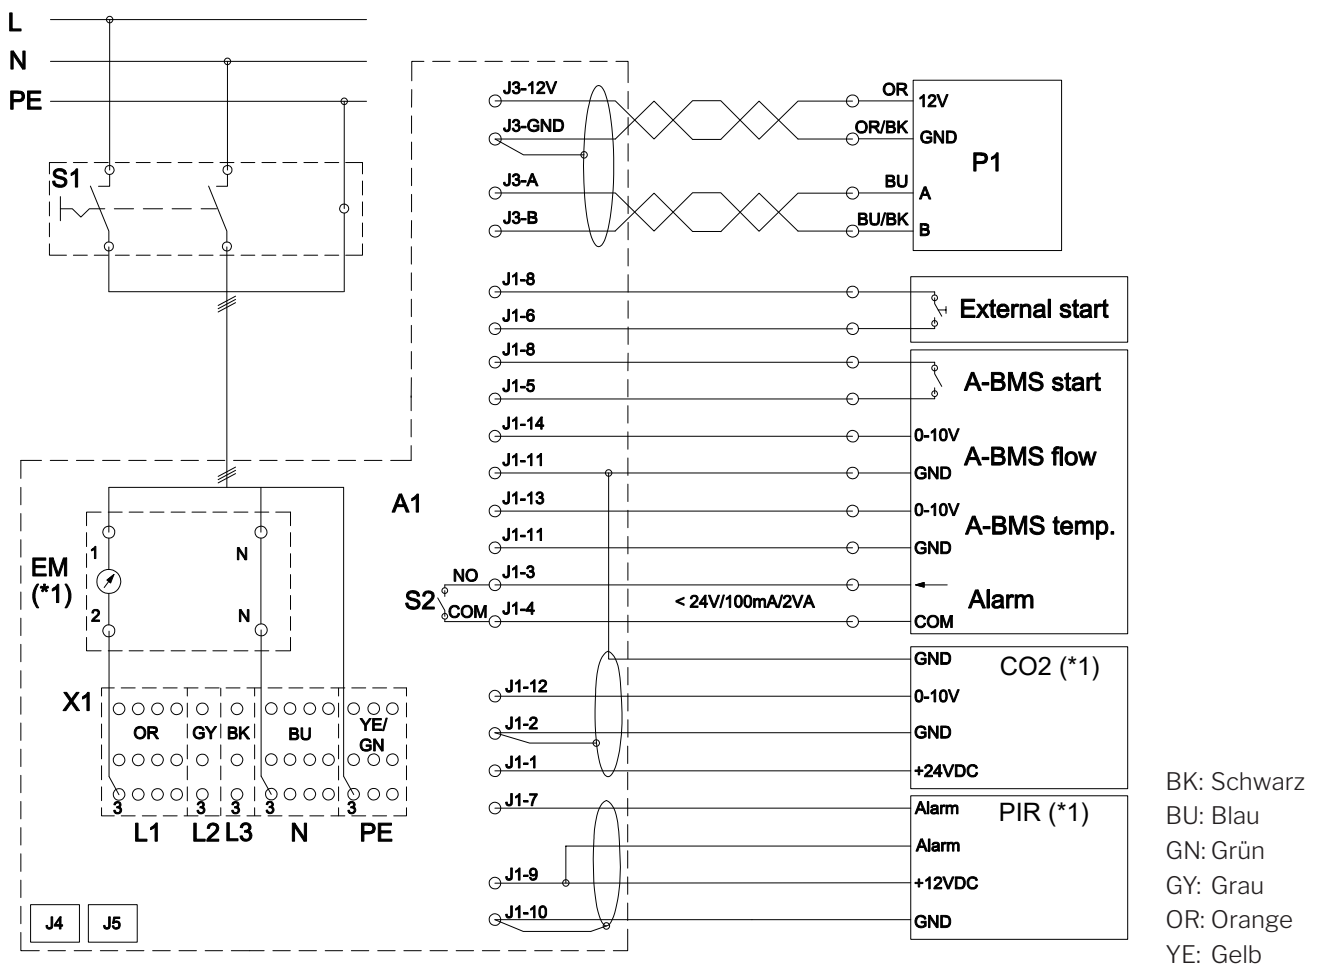 L
N
PE
S1
J3-12V
J3-GND
J3-A
J3-B
OR
12V
OR/BK
GND
P1
BU
A
BU/BK
B
J1-8
J1-6
External start
J1-8
J1-5
A-BMS start
J1-14
0-10V
A-BMS flow
J1-11
GND
J1-13
0-10V
A-BMS temp.
J1-11
GND
A1
S2
NO
J1-3
COM
J1-4
< 24V/100mA/2VA
Alarm
COM
EM
(*1)
1
N
2
N
GND
CO2 (*1)
J1-12
0-10V
J1-2
GND
J1-1
+24VDC
X1
OR
GY
BK
BU
YE/
GN
3
3
3
3
3
L1
L2
L3
N
PE
J1-7
Alarm
PIR (*1)
Alarm
J1-9
+12VDC
J1-10
GND
J4
J5
BK: Schwarz
BU: Blau
GN: Grün
GY: Grau
OR: Orange
YE: Gelb